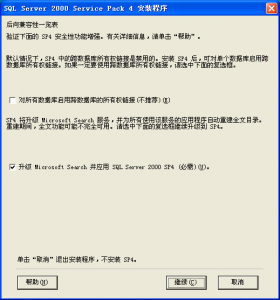 SQL Server 2000 Service Pack 4 安装程序
后向兼容性一览表
验证下面的 SP4 安全性功能增强。有关详细信息，请单击 “帮助”。
默认情况下，SP4 中的跨数据库所有权链接是禁用的。安装 SP4 后，可对单个数据库启用跨
数据库所有权链接。如果一定要使用跨数据库所有权链接，请选中下面的复选框。
对所有数据库启用跨数据库的所有权链接(不推荐)(E)
SP4 将升级 Microsoft Search 服务，并为所有使用该服务的应用程序自动重建全文目录。
重建期间，全文功能可能不完全可用。请选中下面的复选框继续升级到 SP4。
升级 Microsoft Search 并应用 SQL Server 2000 SP4 (必需)(U)。
单击“取消”退出安装程序，不安装 SP4。
帮助(H)
继续(C)
取消